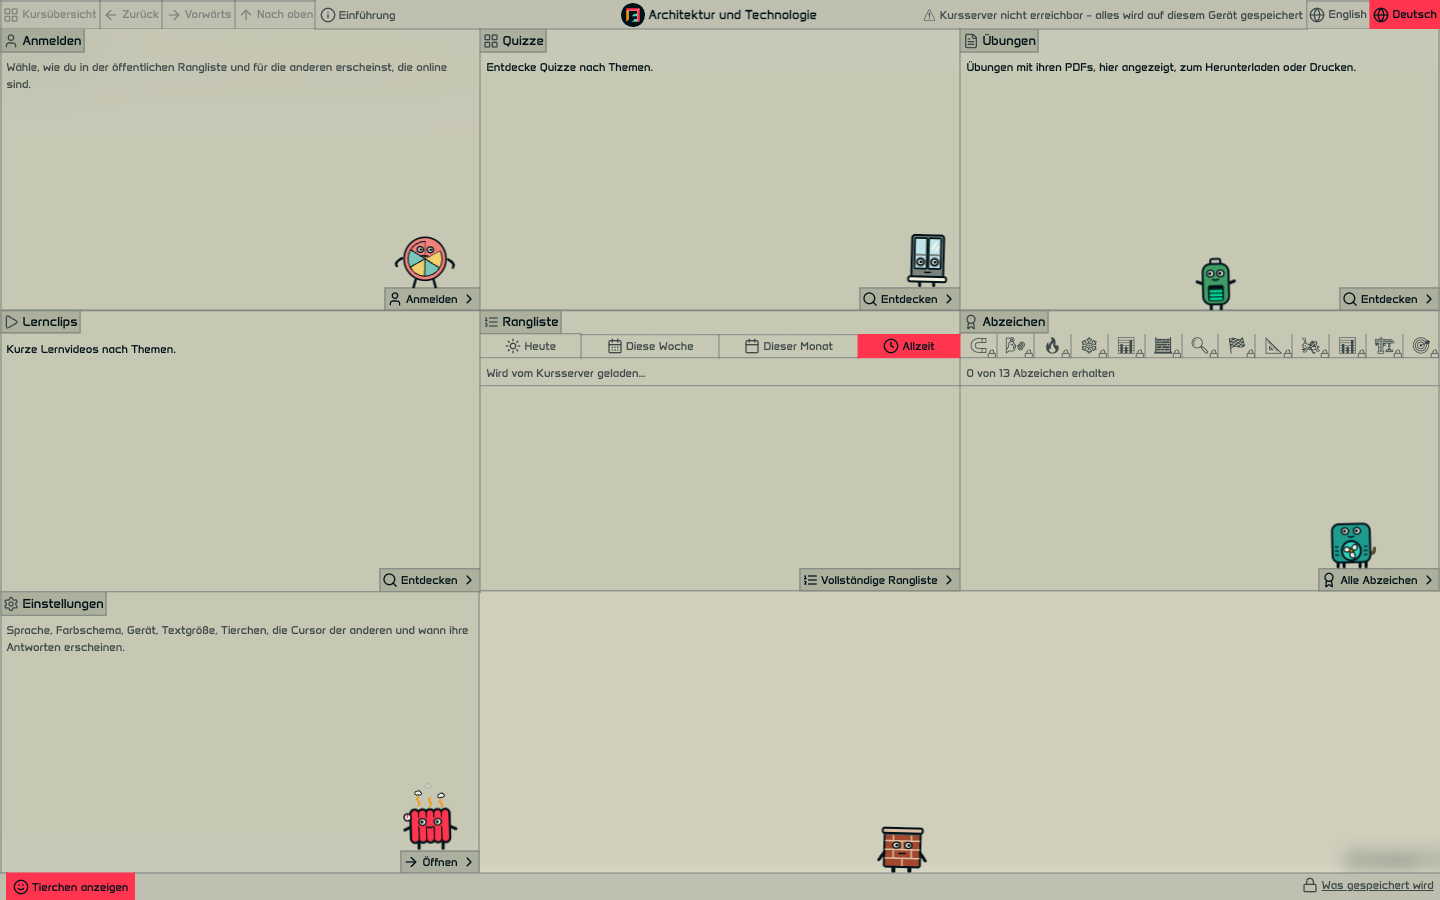 Kursübersicht
Zurück
Vorwärts
Nach oben
Einführung
Architektur und Technologie
Kursserver nicht erreichbar – alles wird auf diesem Gerät gespeichert
English
Deutsch
Anmelden
Wähle, wie du in der öffentlichen Rangliste und für die anderen erscheinst, die online
sind.
Anmelden
Quizze
Entdecke Quizze nach Themen.
Entdecken
Übungen
Übungen mit ihren PDFs, hier angezeigt, zum Herunterladen oder Drucken.
Entdecken
Lernclips
Kurze Lernvideos nach Themen.
Entdecken
Rangliste
Heute
Diese Woche
Dieser Monat
Allzeit
Wird vom Kursserver geladen…
Vollständige Rangliste
Abzeichen
0 von 13 Abzeichen erhalten
Alle Abzeichen
Einstellungen
Sprache, Farbschema, Gerät, Textgröße, Tierchen, die Cursor der anderen und wann ihre
Antworten erscheinen.
Öffnen
Tierchen anzeigen
Was gespeichert wird